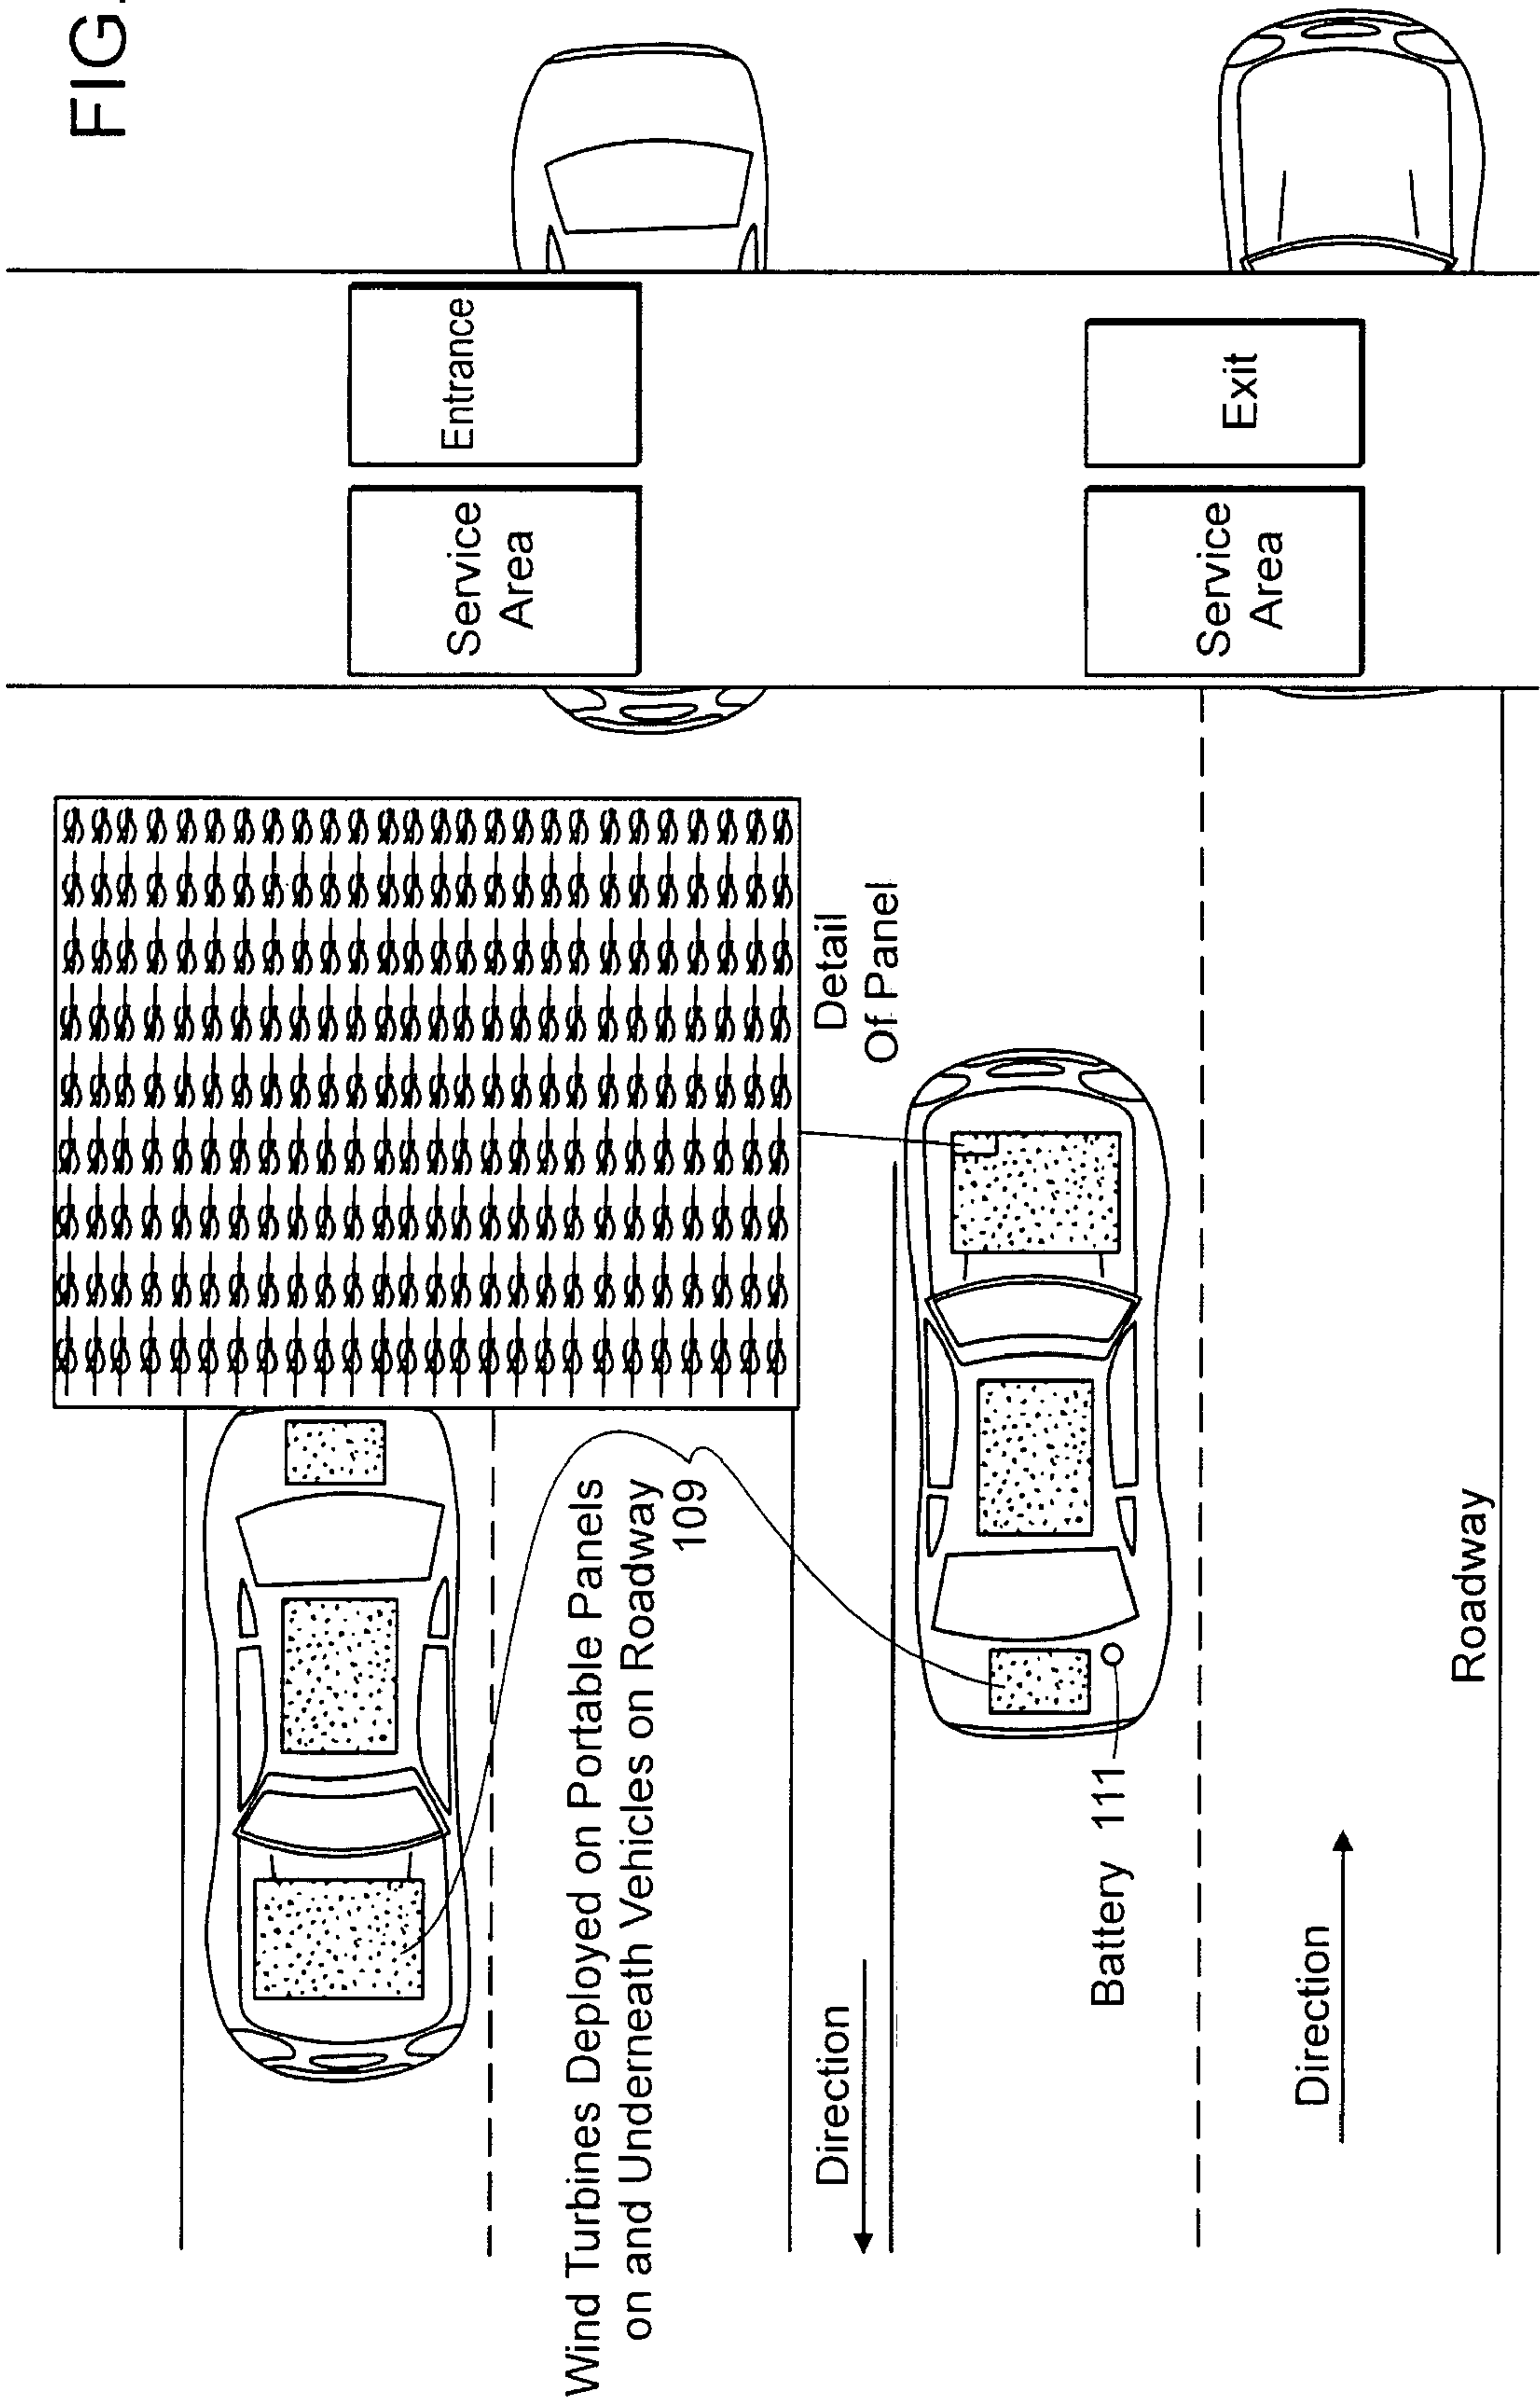 FIG.
Entrance
Service
Area
Exit
Service
Area
Detail
Of Panel
Wind Turbines Deployed on Portable Panels
on and Underneath Vehicles on Roadway
109
Direction
Battery 111
Direction
Roadway